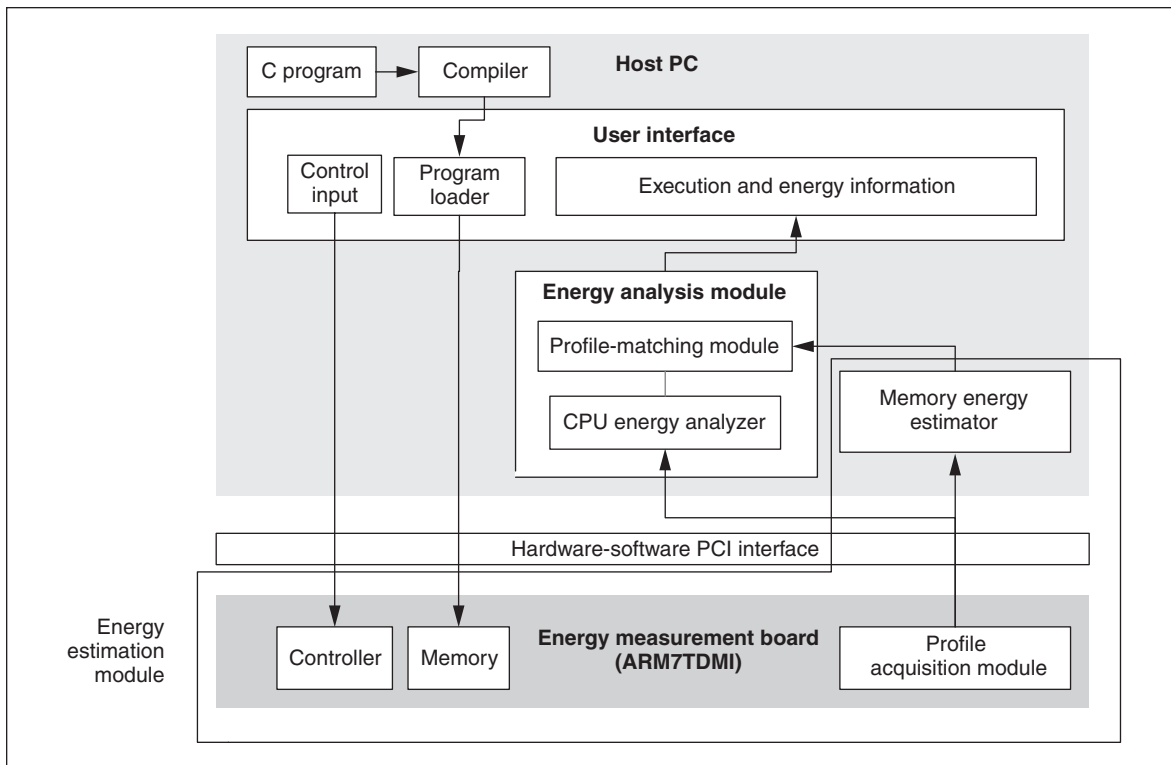 Host PC
C program
Compiler
User interface
Control
input
Program
loader
Execution and energy information
Energy analysis module
Profile-matching module
CPU energy analyzer
Memory energy
estimator
Hardware-software PCI interface
Energy
estimation
module
Controller
Memory
Energy measurement board
(ARM7TDMI)
Profile
acquisition module